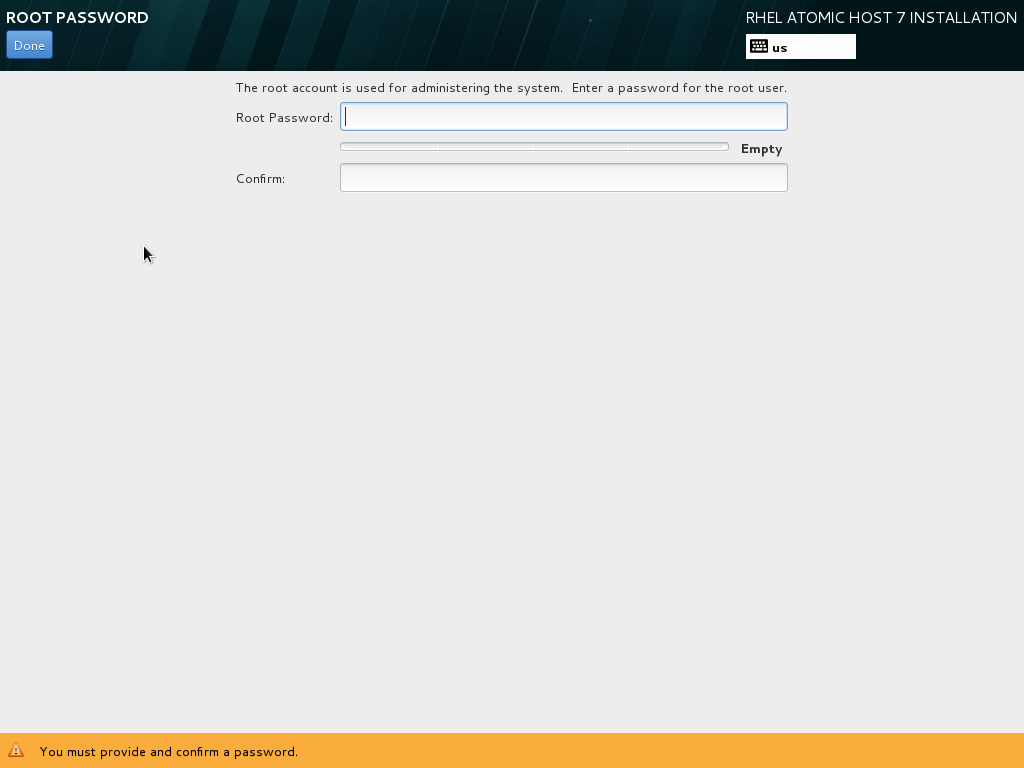 ROOT PASSWORD
RHEL ATOMIC HOST 7 INSTALLATION
Done
us
The root account is used for administering the system.  Enter a password for the root user.
Root Password:
Empty
Confirm:
You must provide and confirm a password.